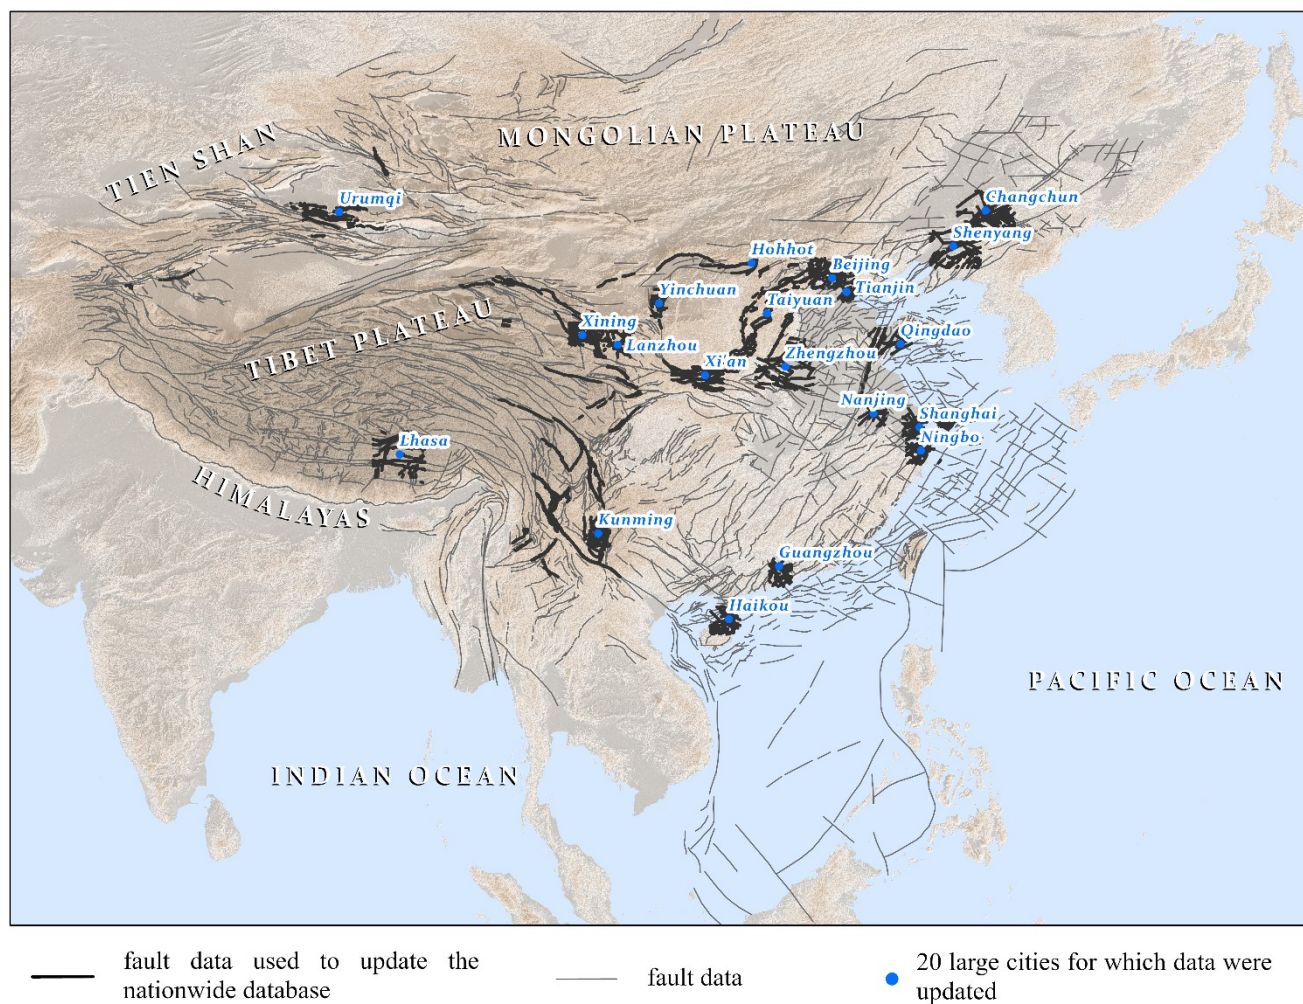 MONGOLIAN PLATEAU
TIEN SHAN
Urumqi
Changchun
Shenyang
Hohhot
Beijing
Tianjin
Yinchuan
Taiyuan
TIBET PLATEAU
Xining
Lanzhou
Qingdao
Zhengzhou
Xi'an
Nanjing
Shanghai
Ningbo
Lhasa
HIMALAYAS
Kunming
Guangzhou
Haikou
PACIFIC OCEAN
INDIAN OCEAN
fault data used to update the
nationwide database
fault data
20 large cities for which data were
updated